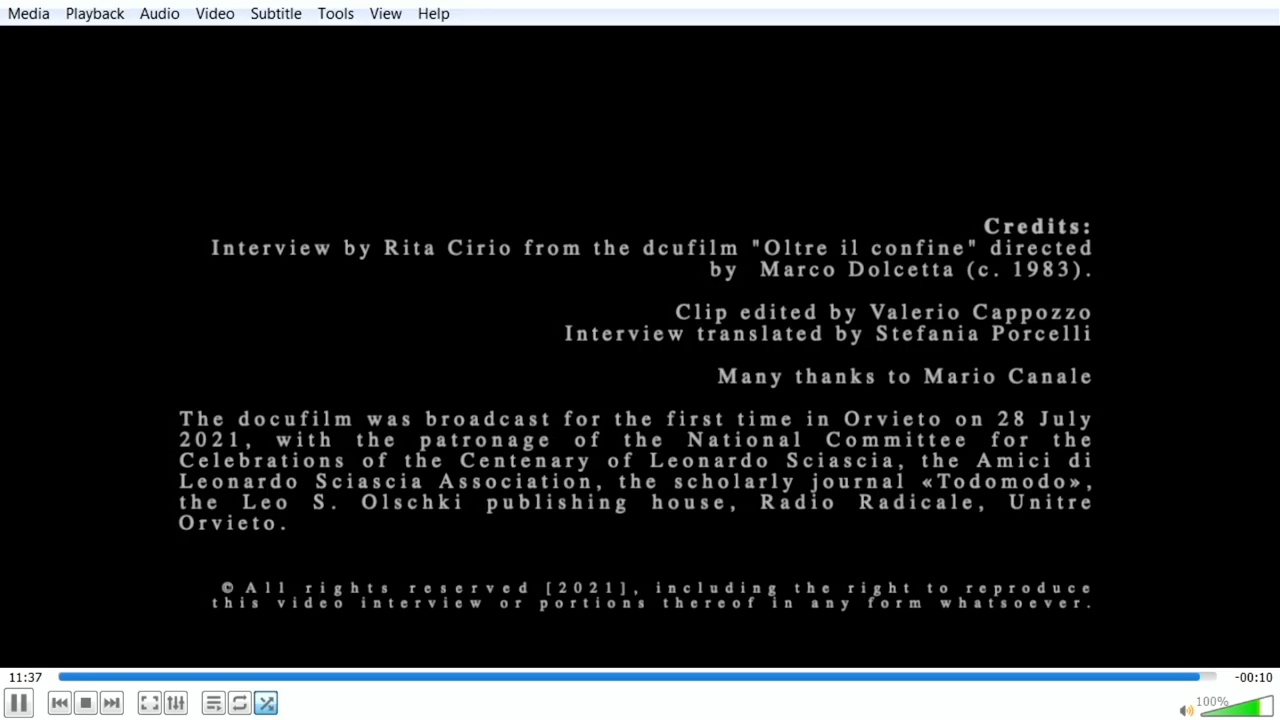 Media Playback Audio Video Subtitle Tools View Help
Credits:
Interview by Rita Cirio from the dcufilm "Oltre il confine" directed
by Marco Dolcetta (c. 1983).
Clip edited by Valerio Cappozzo
Interview translated by Stefania Porcelli
Many thanks to Mario Canale
The docufilm was broadcast for the first time in Orvieto on 28 July
2021, with the patronage of the National Committee for the
Celebrations of the Centenary of Leonardo Sciascia, the Amici di
Leonardo Sciascia Association, the scholarly journal «Todomodo»,
the Leo S. Olschki publishing house, Radio Radicale, Unitre
Orvieto.
© All rights reserved [2021], including the right to reproduce
this video interview or portions thereof in any form whatsoever.
11:37 -00:10
100%